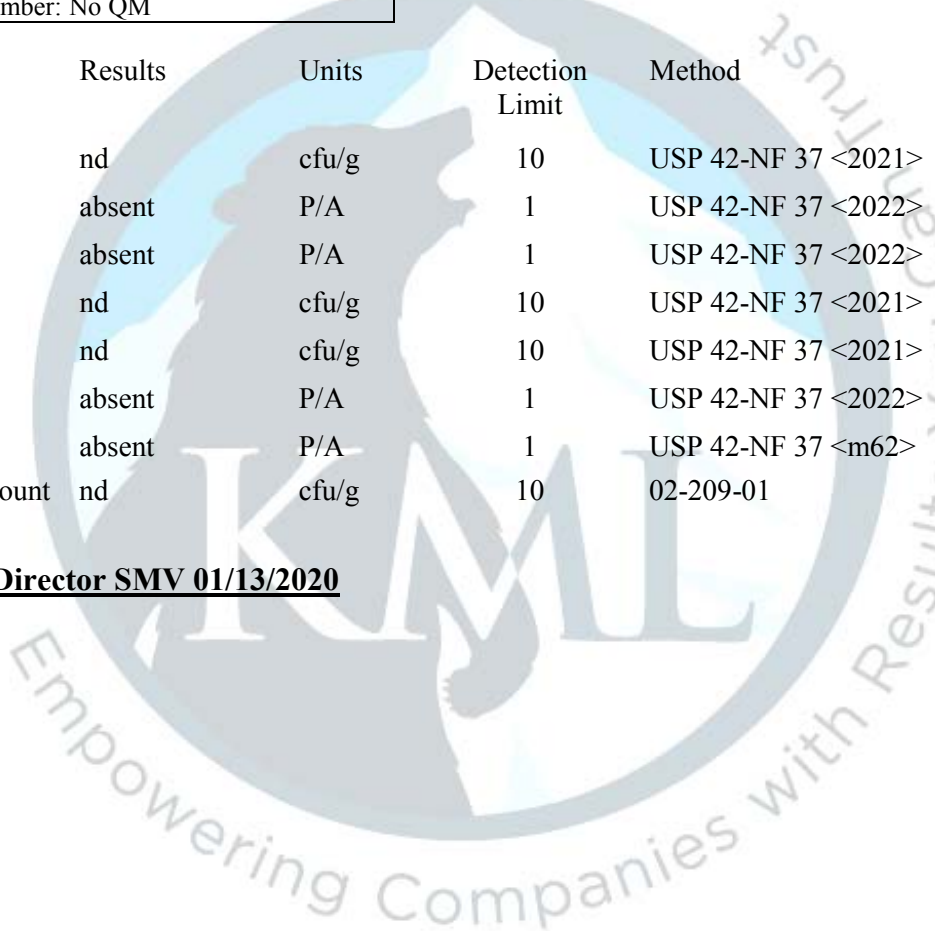 mber: No QM
Results Units Detection Limit Method
nd cfu/g 10 USP 42-NF 37 <2021>
absent P/A 1 USP 42-NF 37 <2022>
absent P/A 1 USP 42-NF 37 <2022>
nd cfu/g 10 USP 42-NF 37 <2021>
nd cfu/g 10 USP 42-NF 37 <2021>
absent P/A 1 USP 42-NF 37 <2022>
absent P/A 1 USP 42-NF 37 <m62>
ount nd cfu/g 10 02-209-01
Director SMV 01/13/2020
KML
Empowering Companies with Results
Can Trust